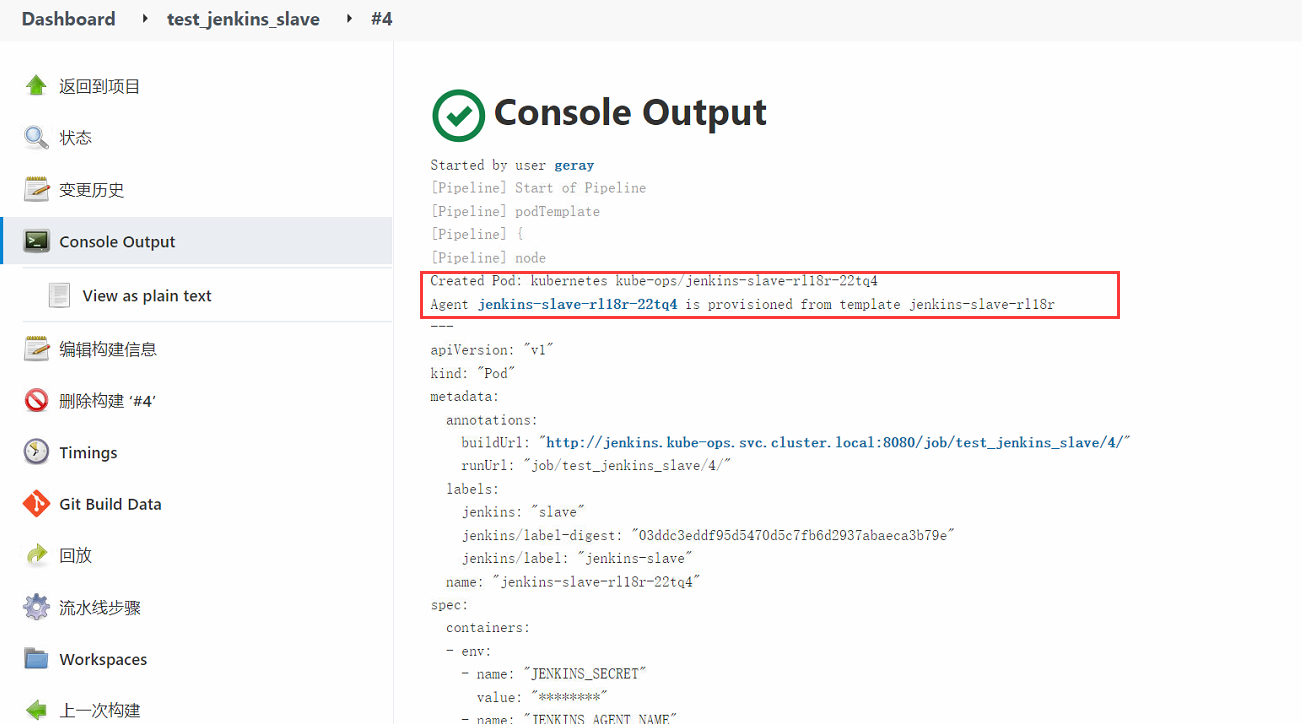 Dashboard test_jenkins_slave #4
返回到项目
状态
变更历史
Console Output
View as plain text
编辑构建信息
删除构建 ‘#4’
Timings
Git Build Data
回放
流水线步骤
Workspaces
上一次构建
Console Output
Started by user geray
[Pipeline] Start of Pipeline
[Pipeline] podTemplate
[Pipeline] {
[Pipeline] node
Created Pod: kubernetes kube-ops/jenkins-slave-rl18r-22tq4
Agent jenkins-slave-rl18r-22tq4 is provisioned from template jenkins-slave-rl18r
---
apiVersion: "v1"
kind: "Pod"
metadata:
  annotations:
    buildUrl: "http://jenkins.kube-ops.svc.cluster.local:8080/job/test_jenkins_slave/4/"
    runUrl: "job/test_jenkins_slave/4/"
  labels:
    jenkins: "slave"
    jenkins/label-digest: "03ddc3eddf95d5470d5c7fb6d2937abaeca3b79e"
    jenkins/label: "jenkins-slave"
  name: "jenkins-slave-rl18r-22tq4"
spec:
  containers:
  - env:
    - name: "JENKINS_SECRET"
      value: "********"
    - name: "JENKINS_AGENT_NAME"